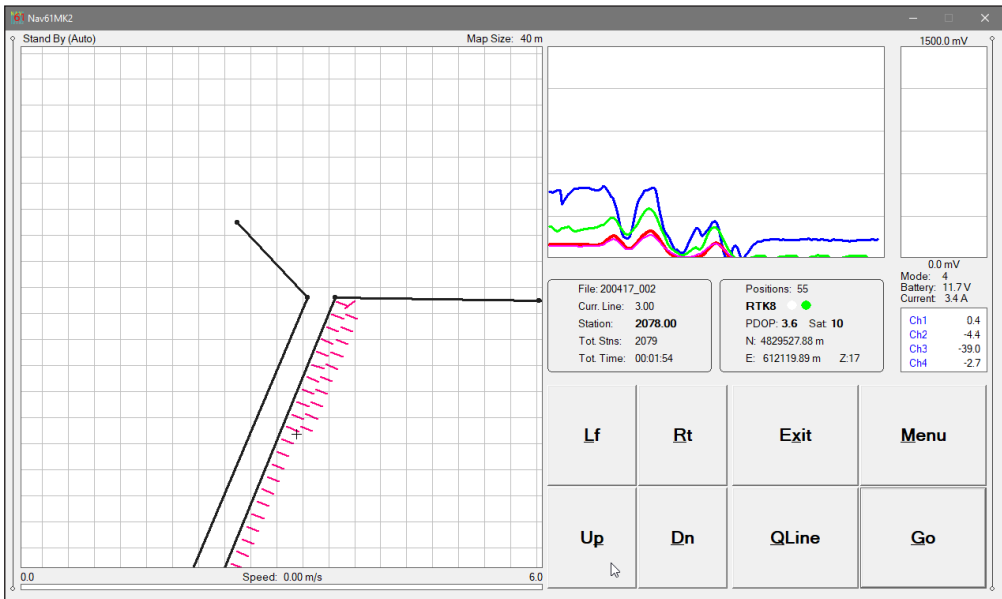 Nav61MK2
Stand By (Auto)
Map Size: 40 m
1500.0 mV
0.0 mV
Mode: 4
Battery: 11.7 V
Current: 3.4 A
File: 200417_002
Curr. Line: 3.00
Station: 2078.00
Tot. Stns: 2079
Tot. Time: 00:01:54
Positions: 55
RTK8
PDOP: 3.6 Sat: 10
N: 4829527.88 m
E: 612119.89 m Z:17
Ch1 0.4
Ch2 -4.4
Ch3 -39.0
Ch4 -2.7
Lf
Rt
Exit
Menu
Up
Dn
QLine
Go
0.0
Speed: 0.00 m/s
6.0